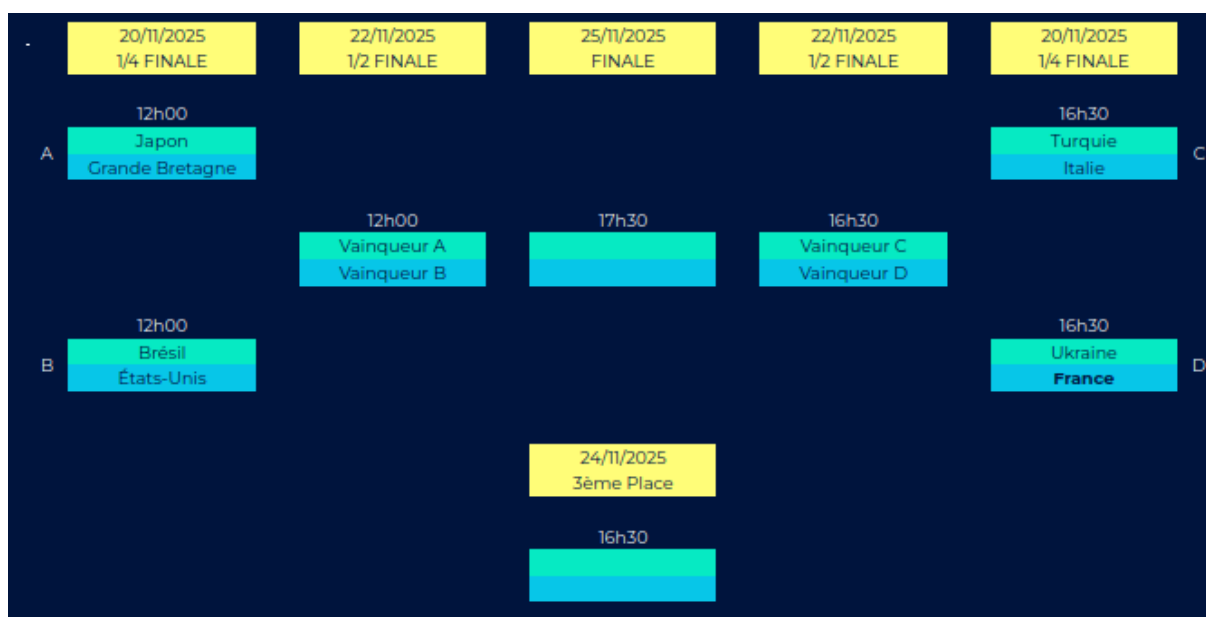 20/11/2025
1/4 FINALE
22/11/2025
1/2 FINALE
25/11/2025
FINALE
22/11/2025
1/2 FINALE
20/11/2025
1/4 FINALE
12h00
A
Japon
Grande Bretagne
16h30
Turquie
Italie
C
12h00
Vainqueur A
Vainqueur B
17h30
16h30
Vainqueur C
Vainqueur D
12h00
B
Brésil
États-Unis
16h30
Ukraine
France
D
24/11/2025
3ème Place
16h30